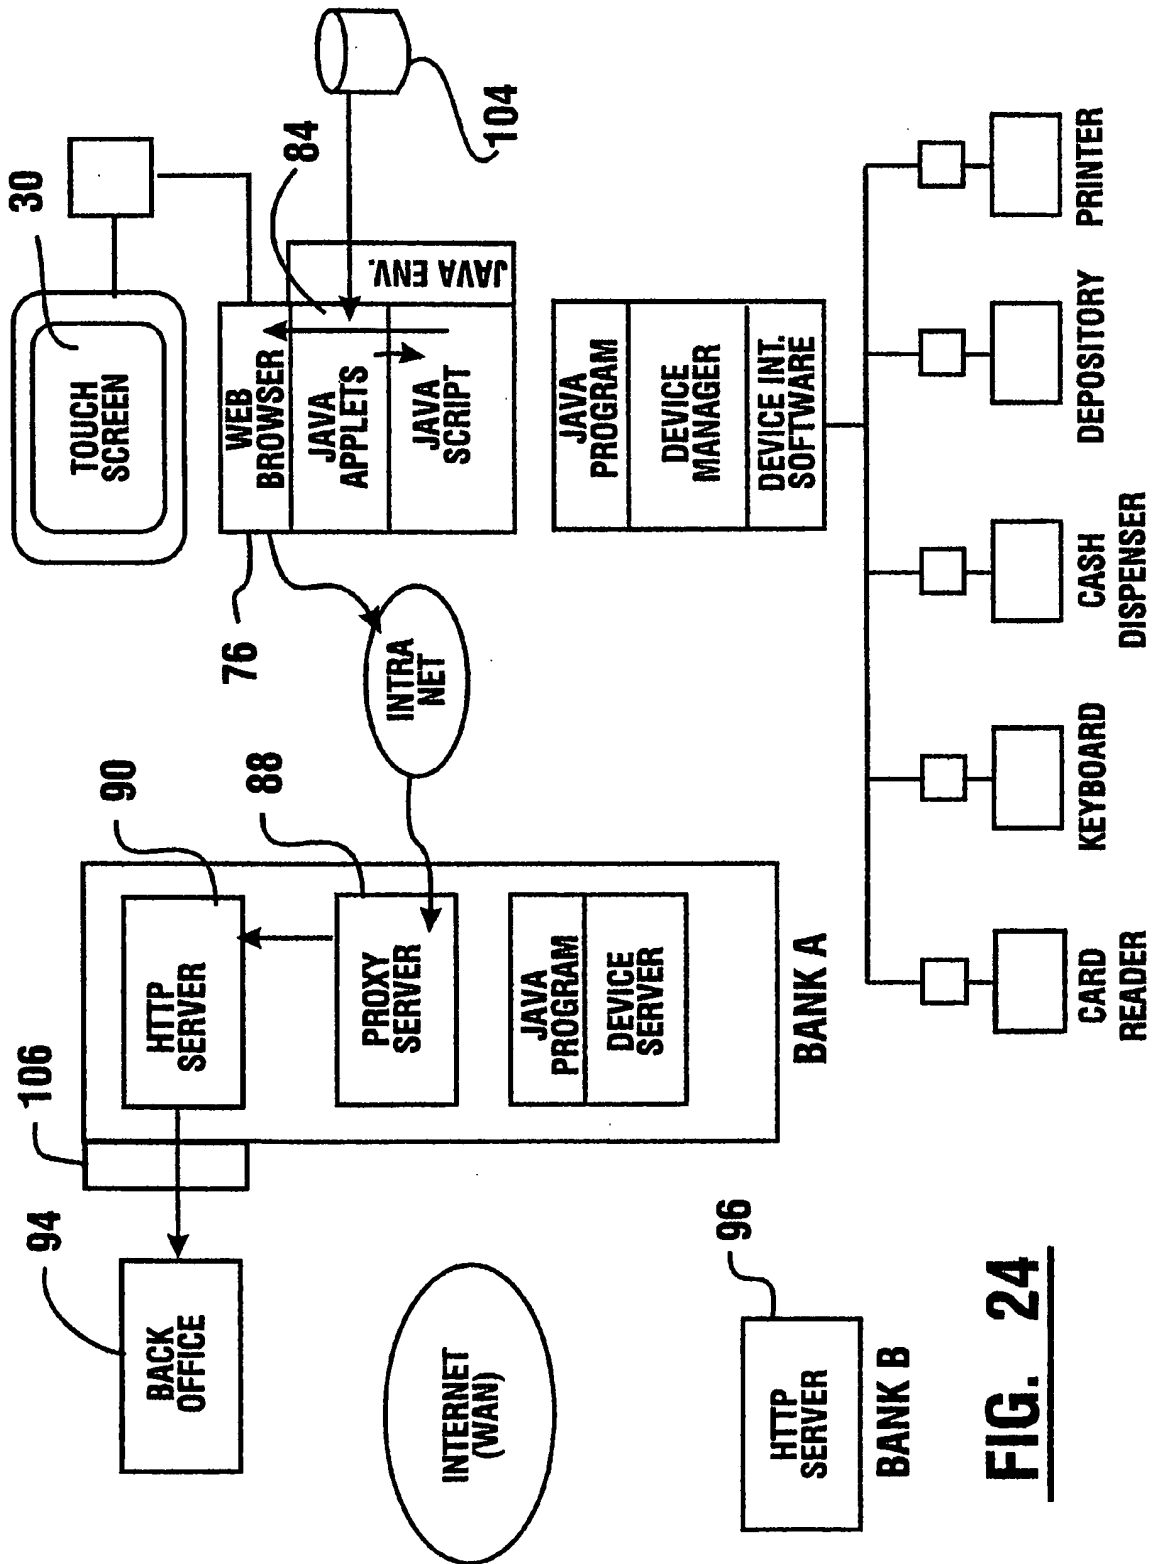 94
BACK
OFFICE
106
HTTP
SERVER
90
30
TOUCH
SCREEN
INTERNET
(WAN)
PROXY
SERVER
88
INTRA
NET
76
WEB
BROWSER
JAVA
APPLETS
JAVA
SCRIPT
JAVA ENV.
84
104
JAVA
PROGRAM
DEVICE
SERVER
BANK A
JAVA
PROGRAM
DEVICE
MANAGER
DEVICE INT.
SOFTWARE
HTTP
SERVER
96
BANK B
CARD
READER
KEYBOARD
CASH
DISPENSER
DEPOSITORY
PRINTER
FIG. 24